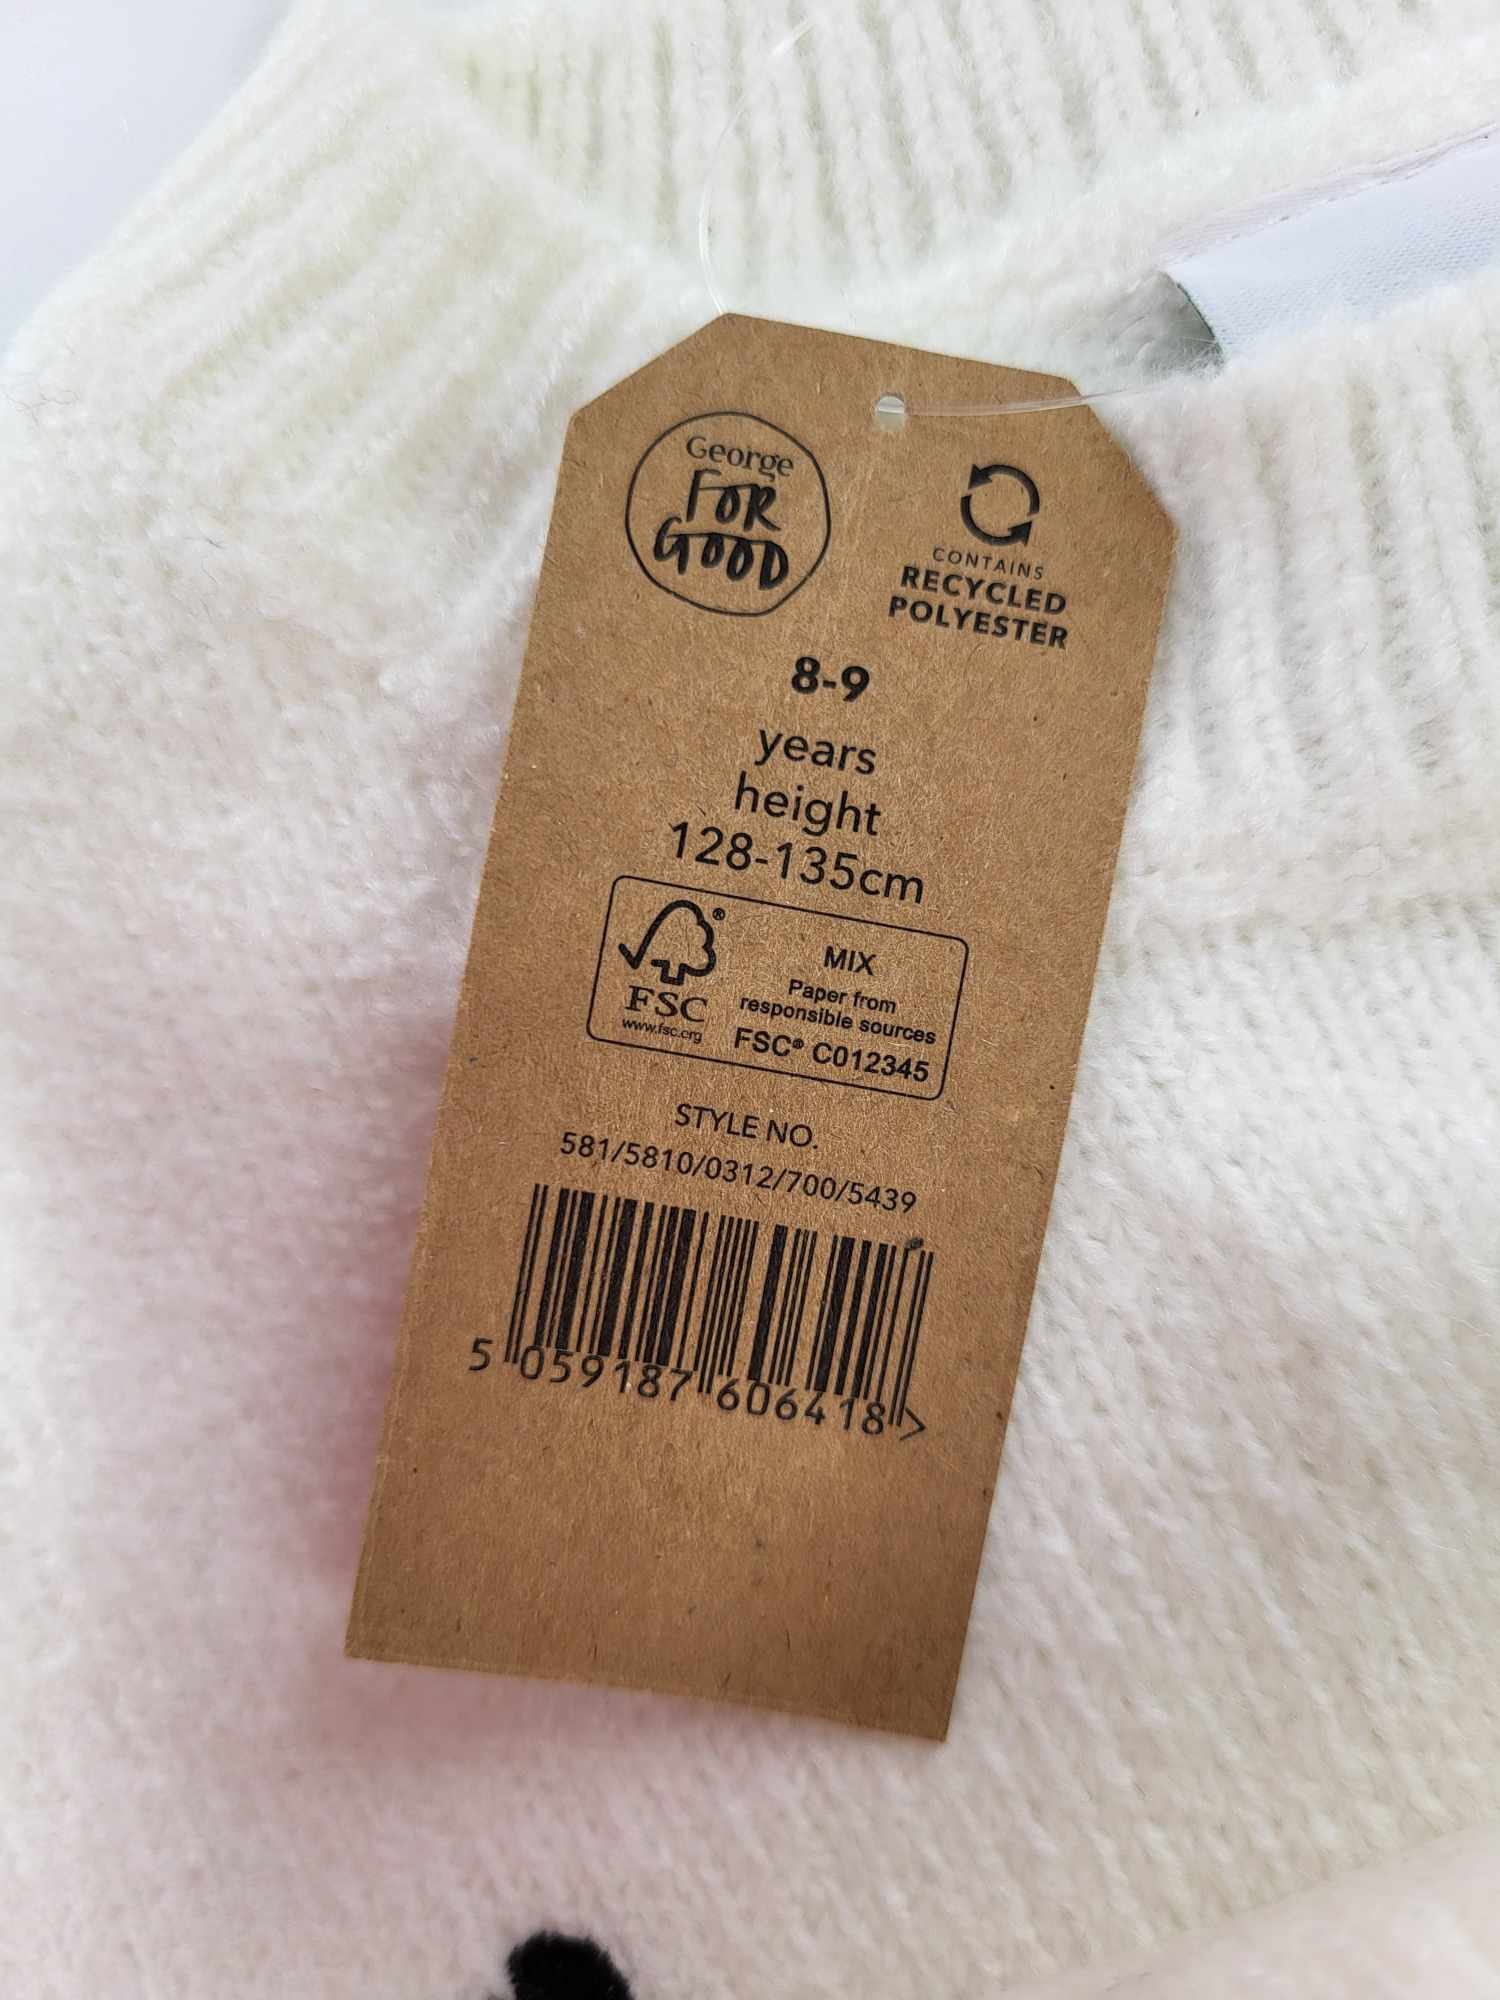 George
FOR
GOOD
CONTAINS
RECYCLED
POLYESTER
8-9
years
height
128-135cm
FSC
www.fsc.org
®
MIX
Paper from
responsible sources
FSC® C012345
STYLE NO.
581/5810/0312/700/5439
5 059187 606418 >